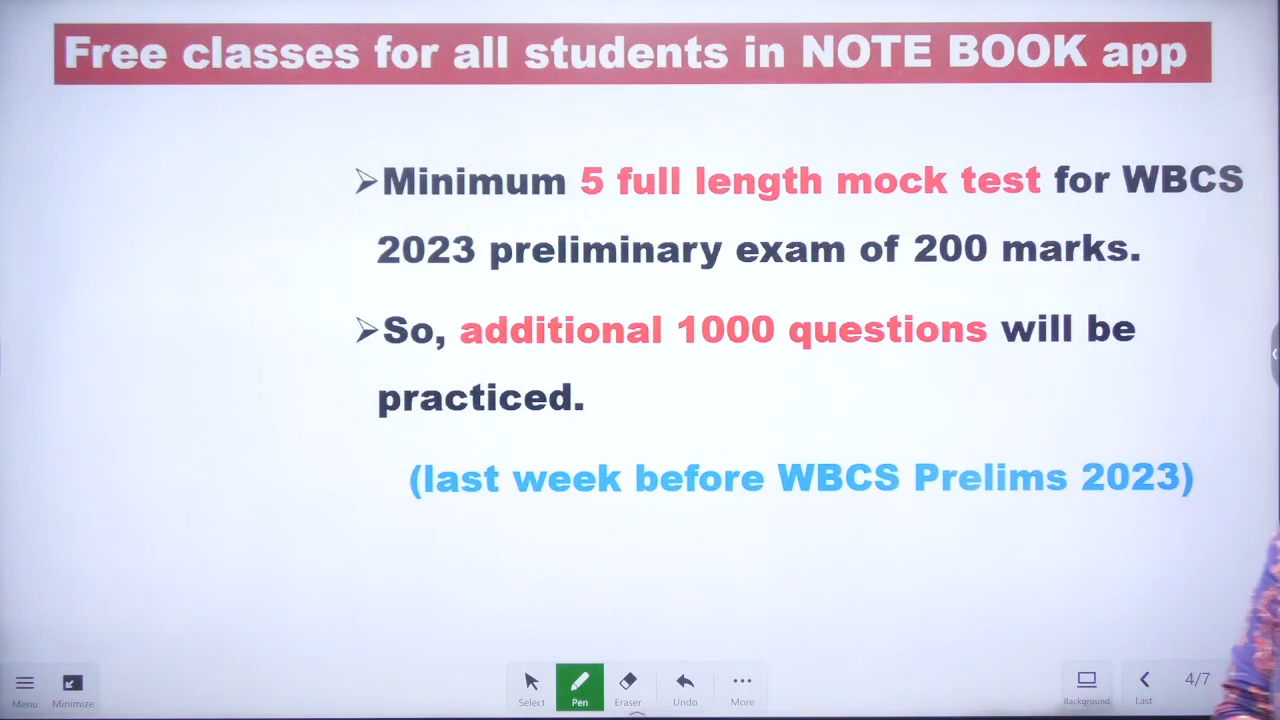 Free classes for all students in NOTE BOOK app
➢Minimum 5 full length mock test for WBCS
2023 preliminary exam of 200 marks.
➢So, additional 1000 questions will be
practiced.
(last week before WBCS Prelims 2023)
Menu Minimize Select Pen Eraser Undo More Background Last 4/7